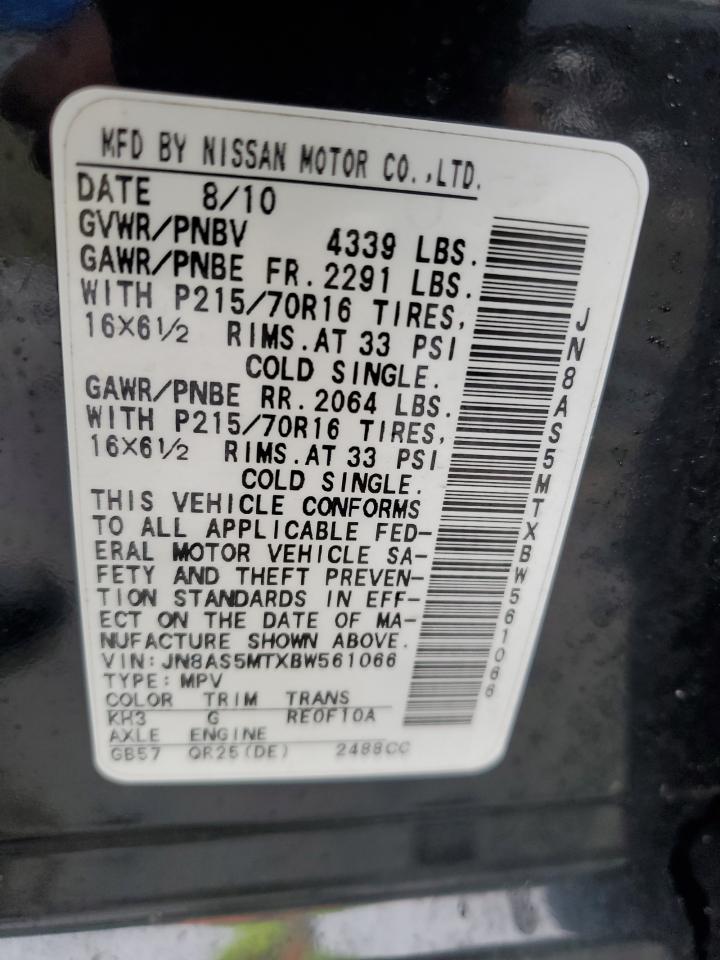 MFD BY NISSAN MOTOR CO.,LTD.
DATE 8/10
GVWR/PNBV 4339 LBS.
GAWR/PNBE FR.2291 LBS.
WITH P215/70R16 TIRES,
16X6½ RIMS.AT 33 PSI
COLD SINGLE.
GAWR/PNBE RR.2064 LBS.
WITH P215/70R16 TIRES,
16X6½ RIMS.AT 33 PSI
COLD SINGLE.
THIS VEHICLE CONFORMS
TO ALL APPLICABLE FED-
ERAL MOTOR VEHICLE SA-
FETY AND THEFT PREVEN-
TION STANDARDS IN EFF-
ECT ON THE DATE OF MA-
NUFACTURE SHOWN ABOVE.
VIN:JN8AS5MTXBW561066
TYPE:MPV
COLOR TRIM TRANS
KH3 G RE0F10A
AXLE ENGINE
GB57 QR25(DE) 2488CC
JN8AS5MTXBW561066